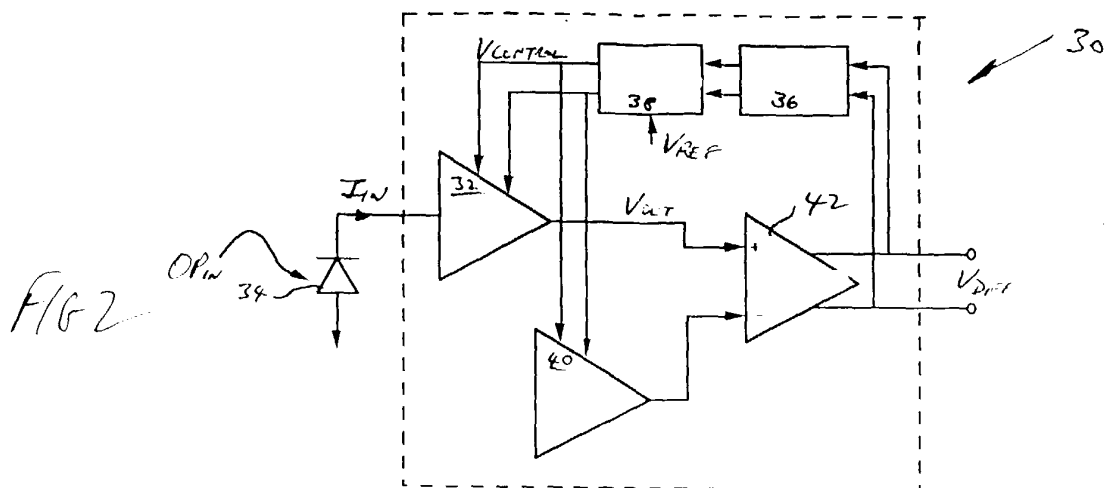 30
VCONTROL
38
36
VREF
32
IIN
VOUT
42
+
OPIN
34
-
VDIFF
FIG 2
40